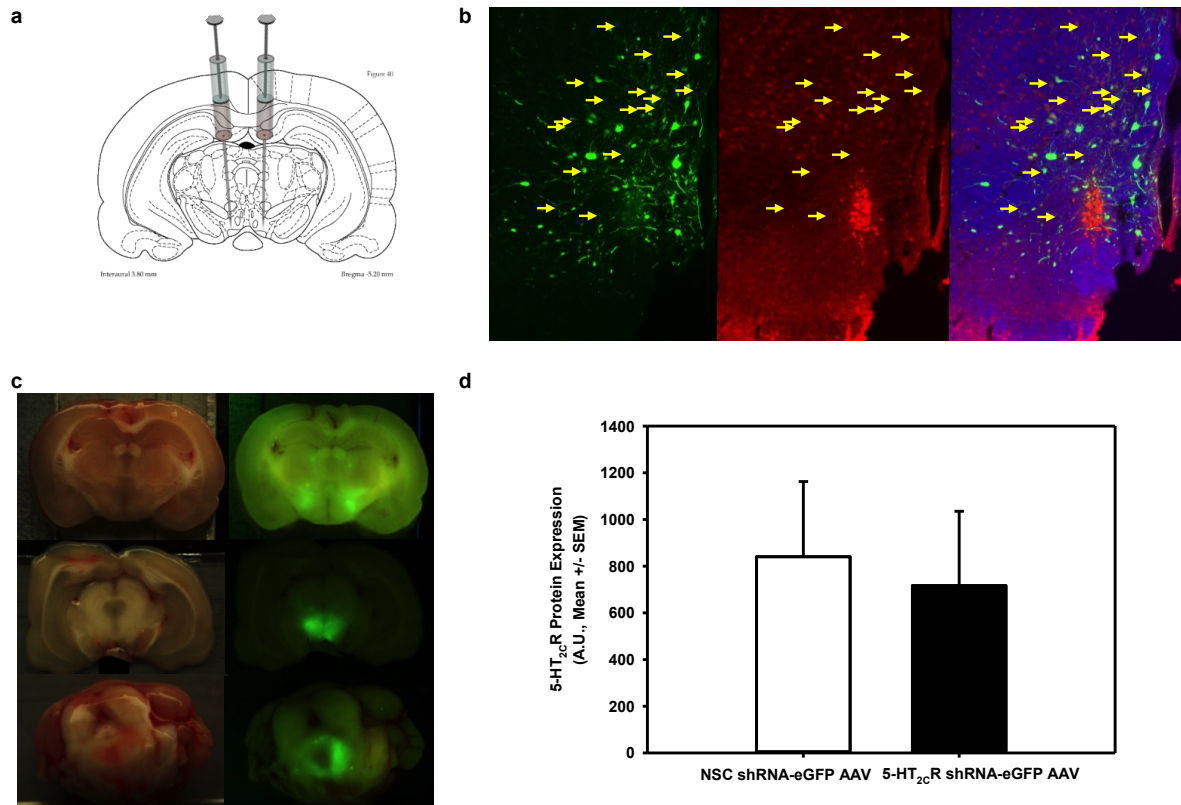 a
Figure 40
Interaural 3.80 mm
Bregma -5.20 mm
b
c
d
5-HT2CR Protein Expression
(A.U., Mean +/- SEM)
1400
1200
1000
800
600
400
200
0
NSC shRNA-eGFP AAV
5-HT2CR shRNA-eGFP AAV